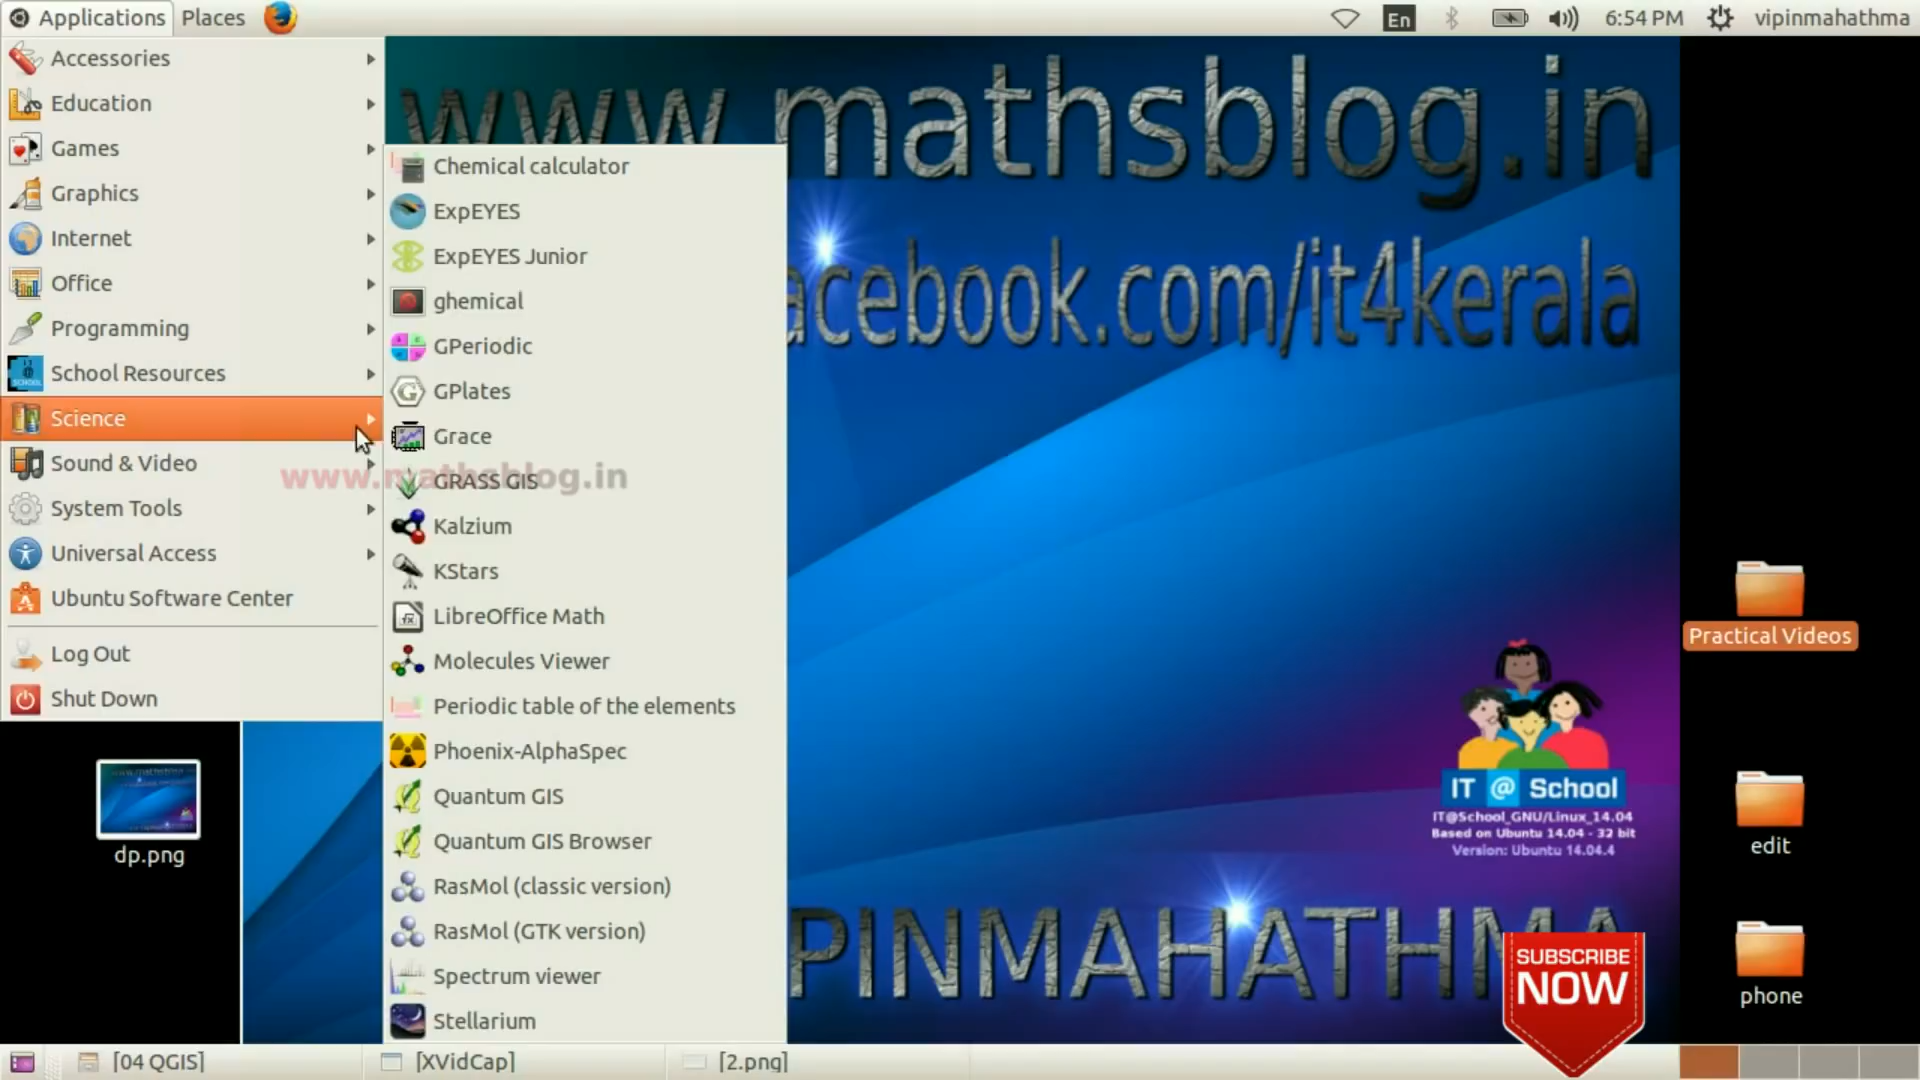 Applications Places En 6:54 PM vipinmahathma
Accessories
Education
Games
Graphics
Internet
Office
Programming
School Resources
Science
Sound & Video
System Tools
Universal Access
Ubuntu Software Center
Log Out
Shut Down
Chemical calculator
ExpEYES
ExpEYES Junior
ghemical
GPeriodic
GPlates
Grace
GRASS GIS
Kalzium
KStars
LibreOffice Math
Molecules Viewer
Periodic table of the elements
Phoenix-AlphaSpec
Quantum GIS
Quantum GIS Browser
RasMol (classic version)
RasMol (GTK version)
Spectrum viewer
Stellarium
www.mathsblog.in
www.mathsblog.in
acebook.com/it4kerala
IT @ School
IT@School_GNU/Linux_14.04
Based on Ubuntu 14.04 - 32 bit
Version: Ubuntu 14.04.4
PINMAHATHMA
SUBSCRIBE
NOW
Practical Videos
edit
phone
dp.png
[04 QGIS] [XVidCap] [2.png]